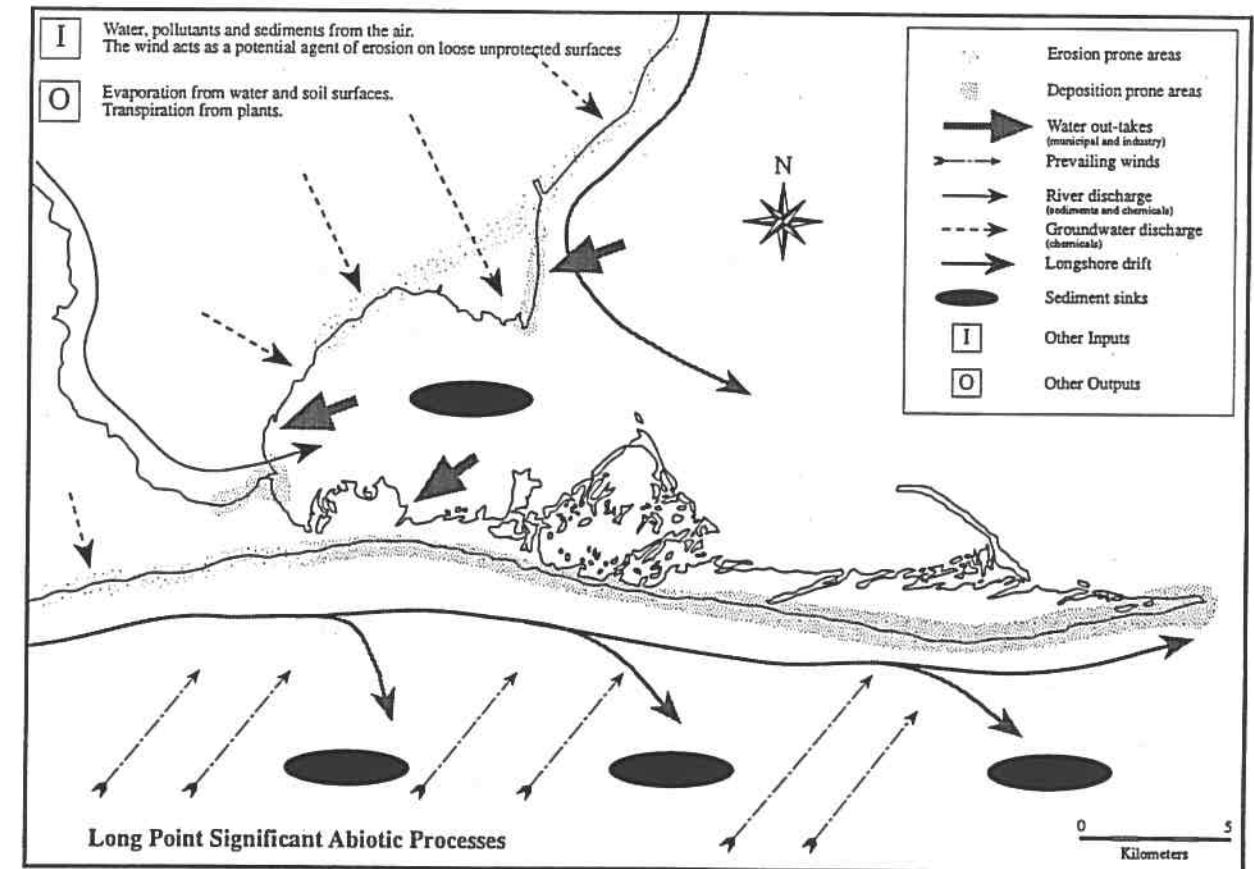 I
Water, pollutants and sediments from the air.
The wind acts as a potential agent of erosion on loose unprotected surfaces
O
Evaporation from water and soil surfaces.
Transpiration from plants.
N
Erosion prone areas
Deposition prone areas
Water out-takes
(municipal and industry)
Prevailing winds
River discharge
(sediments and chemicals)
Groundwater discharge
(chemicals)
Longshore drift
Sediment sinks
I
Other Inputs
O
Other Outputs
Long Point Significant Abiotic Processes
0 5
Kilometers